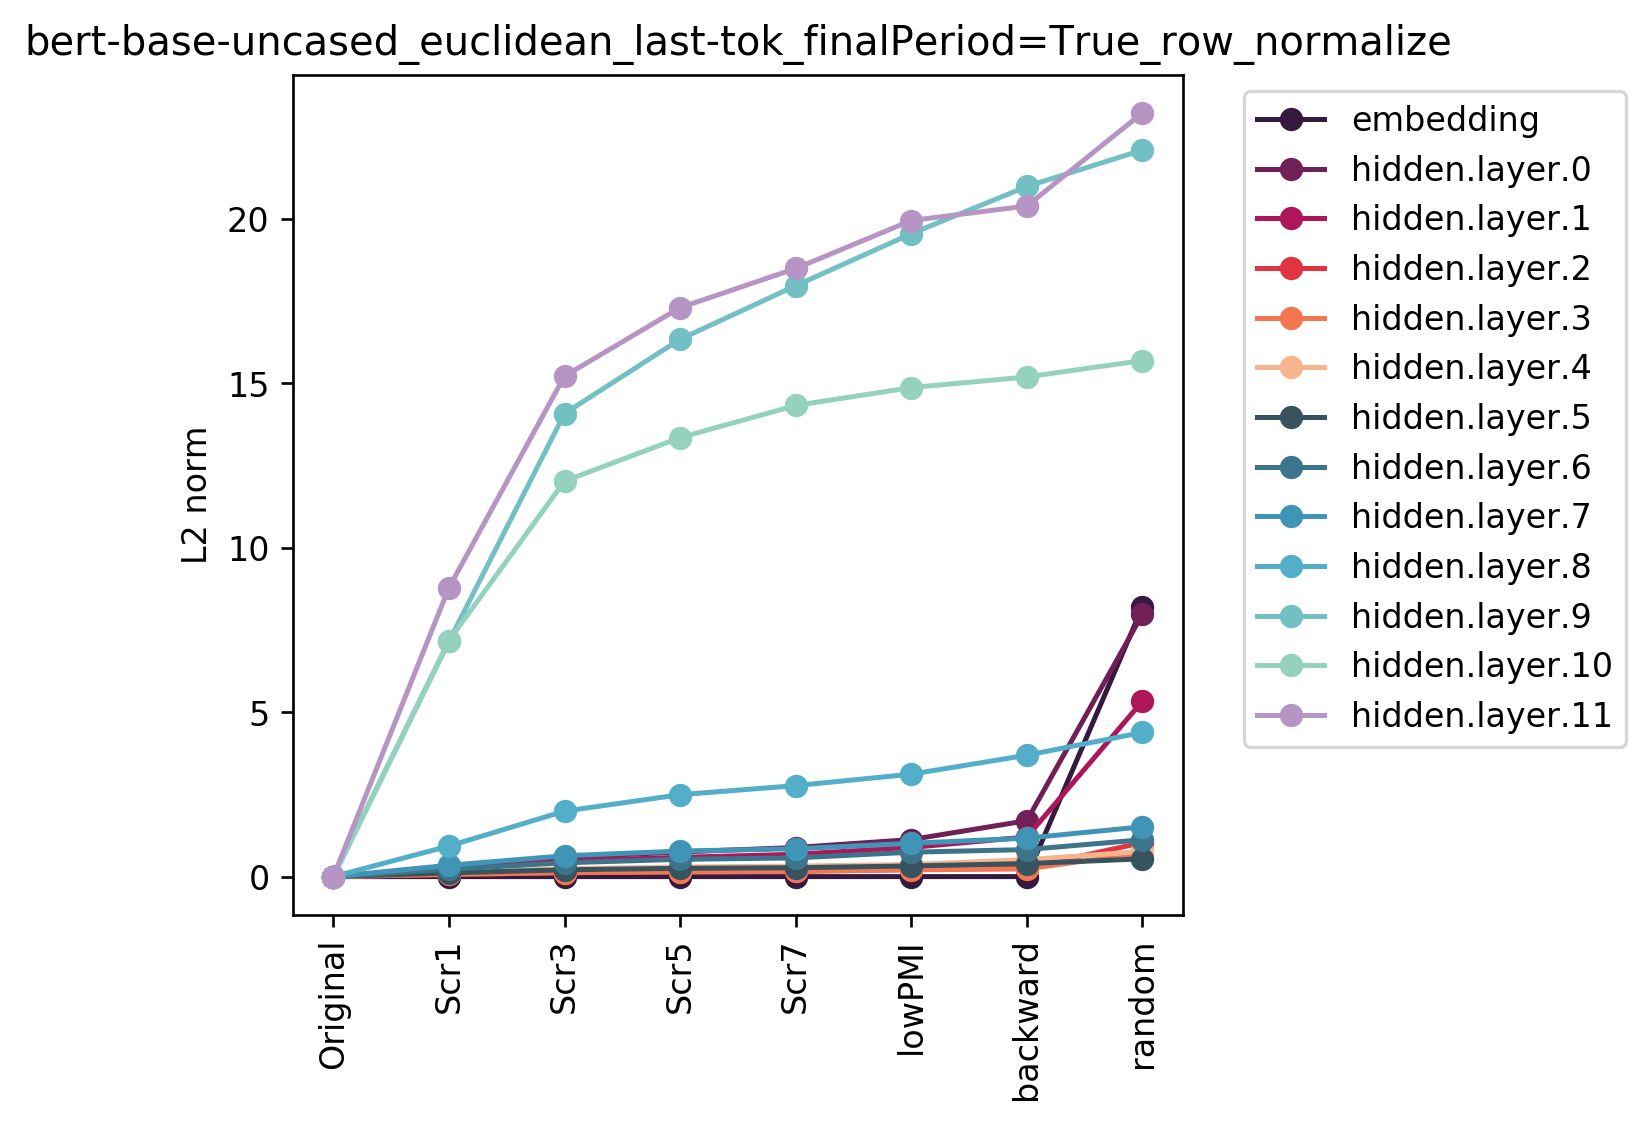 bert-base-uncased_euclidean_last-tok_finalPeriod=True_row_normalize
L2 norm
20
15
10
5
0
Original
Scr1
Scr3
Scr5
Scr7
lowPMI
backward
random
embedding
hidden.layer.0
hidden.layer.1
hidden.layer.2
hidden.layer.3
hidden.layer.4
hidden.layer.5
hidden.layer.6
hidden.layer.7
hidden.layer.8
hidden.layer.9
hidden.layer.10
hidden.layer.11